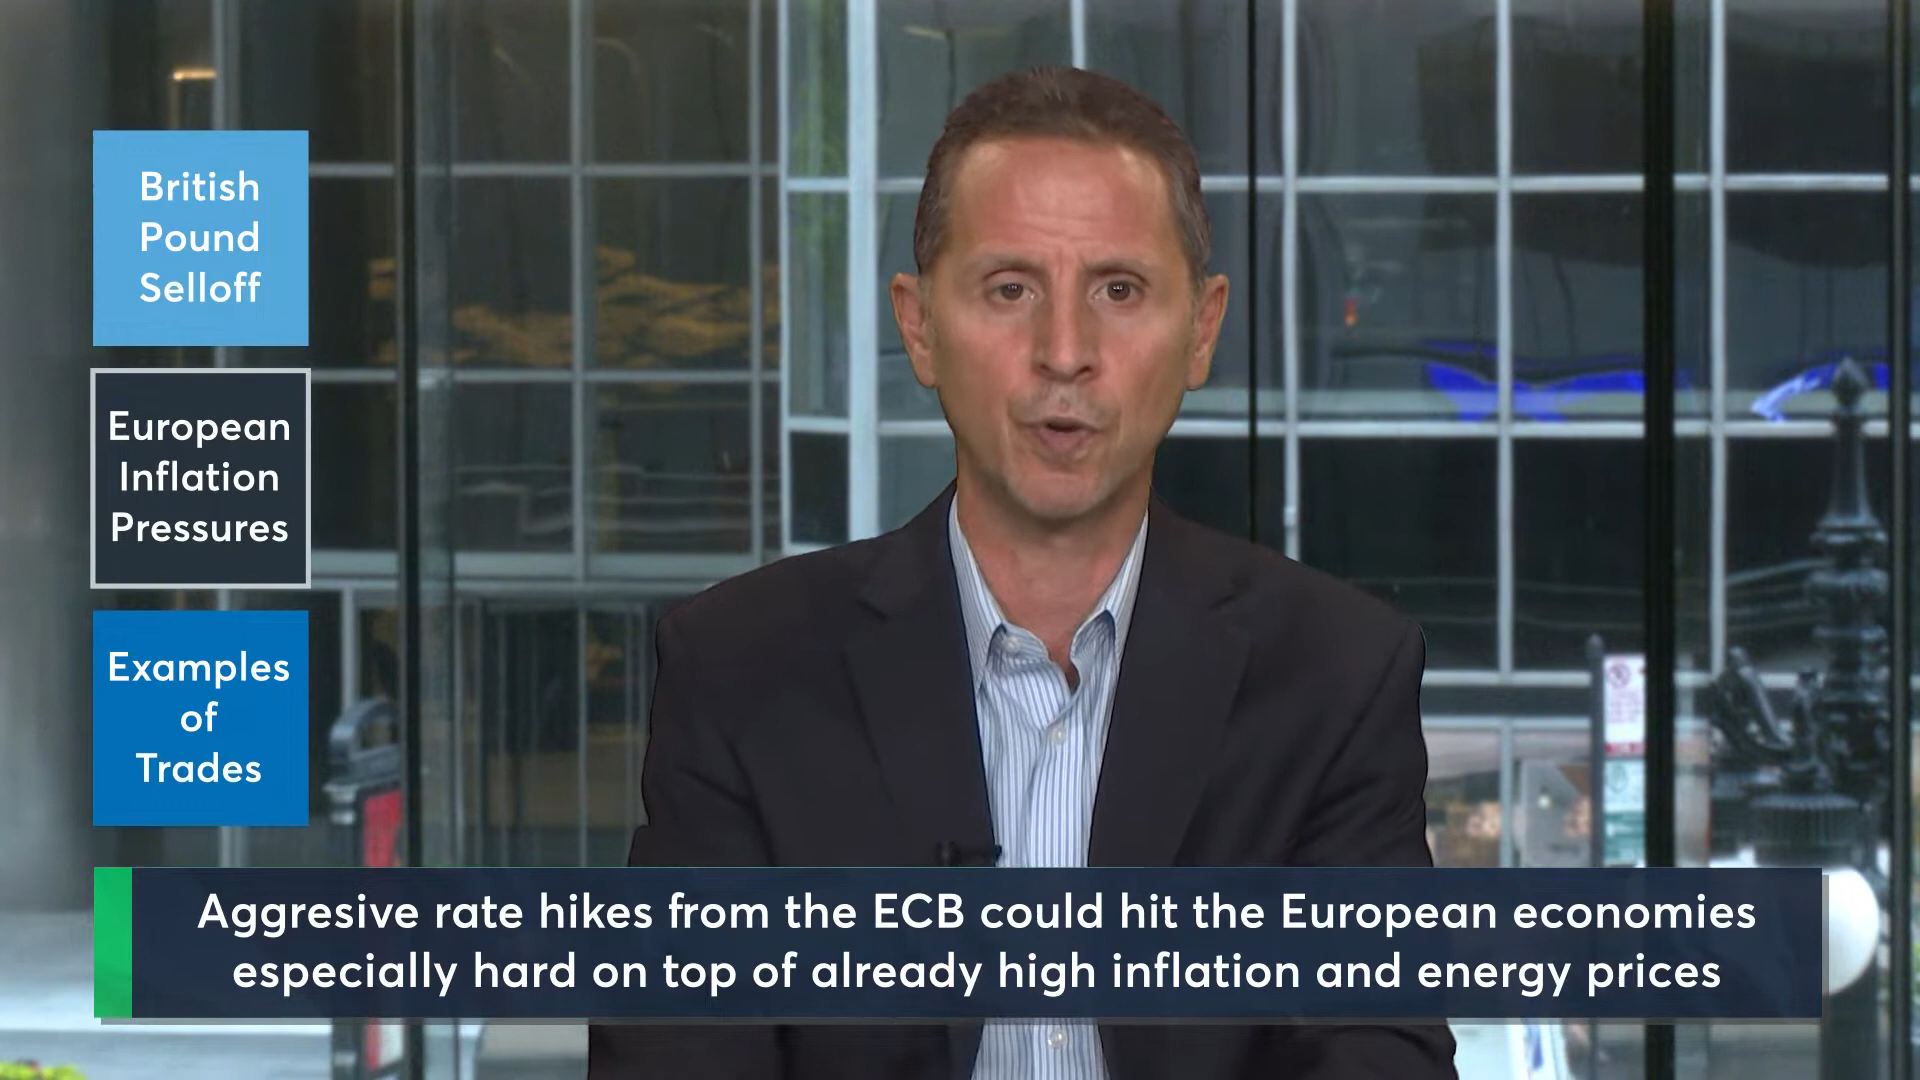 British
Pound
Selloff
European
Inflation
Pressures
Examples
of
Trades
Aggresive rate hikes from the ECB could hit the European economies
especially hard on top of already high inflation and energy prices